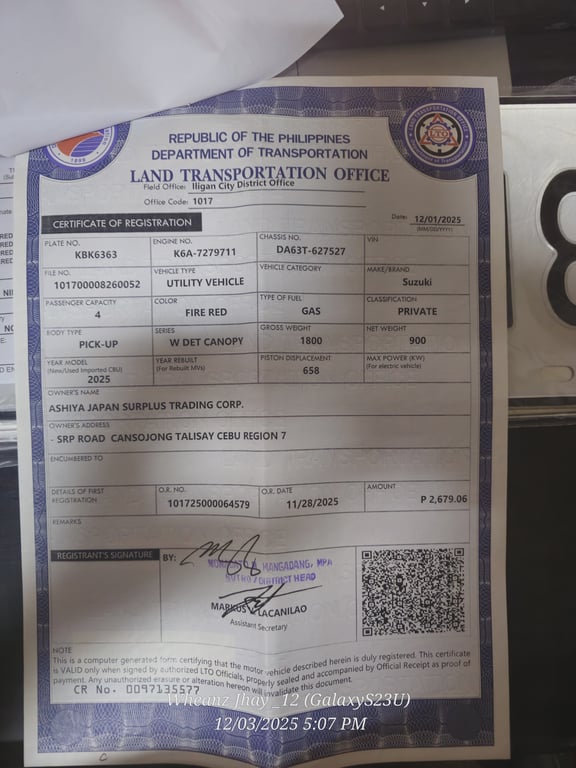 REPUBLIC OF THE PHILIPPINES
DEPARTMENT OF TRANSPORTATION
LAND TRANSPORTATION OFFICE
Field Office: Iligan City District Office
Office Code: 1017
CERTIFICATE OF REGISTRATION
Date: 12/01/2025
(MM/DD/YYYY)
PLATE NO. ENGINE NO. CHASSIS NO. VIN
KBK6363 K6A-7279711 DA63T-627527
FILE NO. VEHICLE TYPE VEHICLE CATEGORY MAKE/BRAND
101700008260052 UTILITY VEHICLE Suzuki
PASSENGER CAPACITY COLOR TYPE OF FUEL CLASSIFICATION
4 FIRE RED GAS PRIVATE
BODY TYPE SERIES GROSS WEIGHT NET WEIGHT
PICK-UP W DET CANOPY 1800 900
YEAR MODEL YEAR REBUILT PISTON DISPLACEMENT MAX POWER (KW)
(New/Used Imported CBU) (For Rebuilt MVs) (For electric vehicle)
2025 658
OWNER'S NAME
ASHIYA JAPAN SURPLUS TRADING CORP.
OWNER'S ADDRESS
- SRP ROAD CANSOJONG TALISAY CEBU REGION 7
ENCUMBERED TO
DETAILS OF FIRST REGISTRATION O.R. NO. O.R. DATE AMOUNT
101725000064579 11/28/2025 P 2,679.06
REMARKS
REGISTRANT'S SIGNATURE BY:
MANGADANG, MPA
DISTRICT HEAD
MARKUS V. LACANILAO
Assistant Secretary
NOTE
This is a computer generated form certifying that the motor vehicle described herein is duly registered. This certificate
is VALID only when signed by authorized LTO Officials, properly sealed and accompanied by Official Receipt as proof of
payment. Any unauthorized erasure or alteration hereon will invalidate this document.
CR No. 0097135577
Wheanz Jhay_12 (GalaxyS23U)
12/03/2025 5:07 PM
8